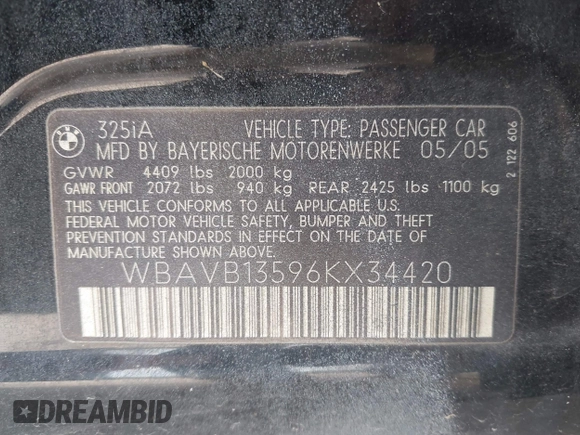 BMW
325iA VEHICLE TYPE: PASSENGER CAR
MFD BY BAYERISCHE MOTORENWERKE 05/05
GVWR 4409 lbs 2000 kg
GAWR FRONT 2072 lbs 940 kg REAR 2425 lbs 1100 kg
THIS VEHICLE CONFORMS TO ALL APPLICABLE U.S.
FEDERAL MOTOR VEHICLE SAFETY, BUMPER AND THEFT
PREVENTION STANDARDS IN EFFECT ON THE DATE OF
MANUFACTURE SHOWN ABOVE.
WBAVB13596KX34420
2 122 606
DREAMBID